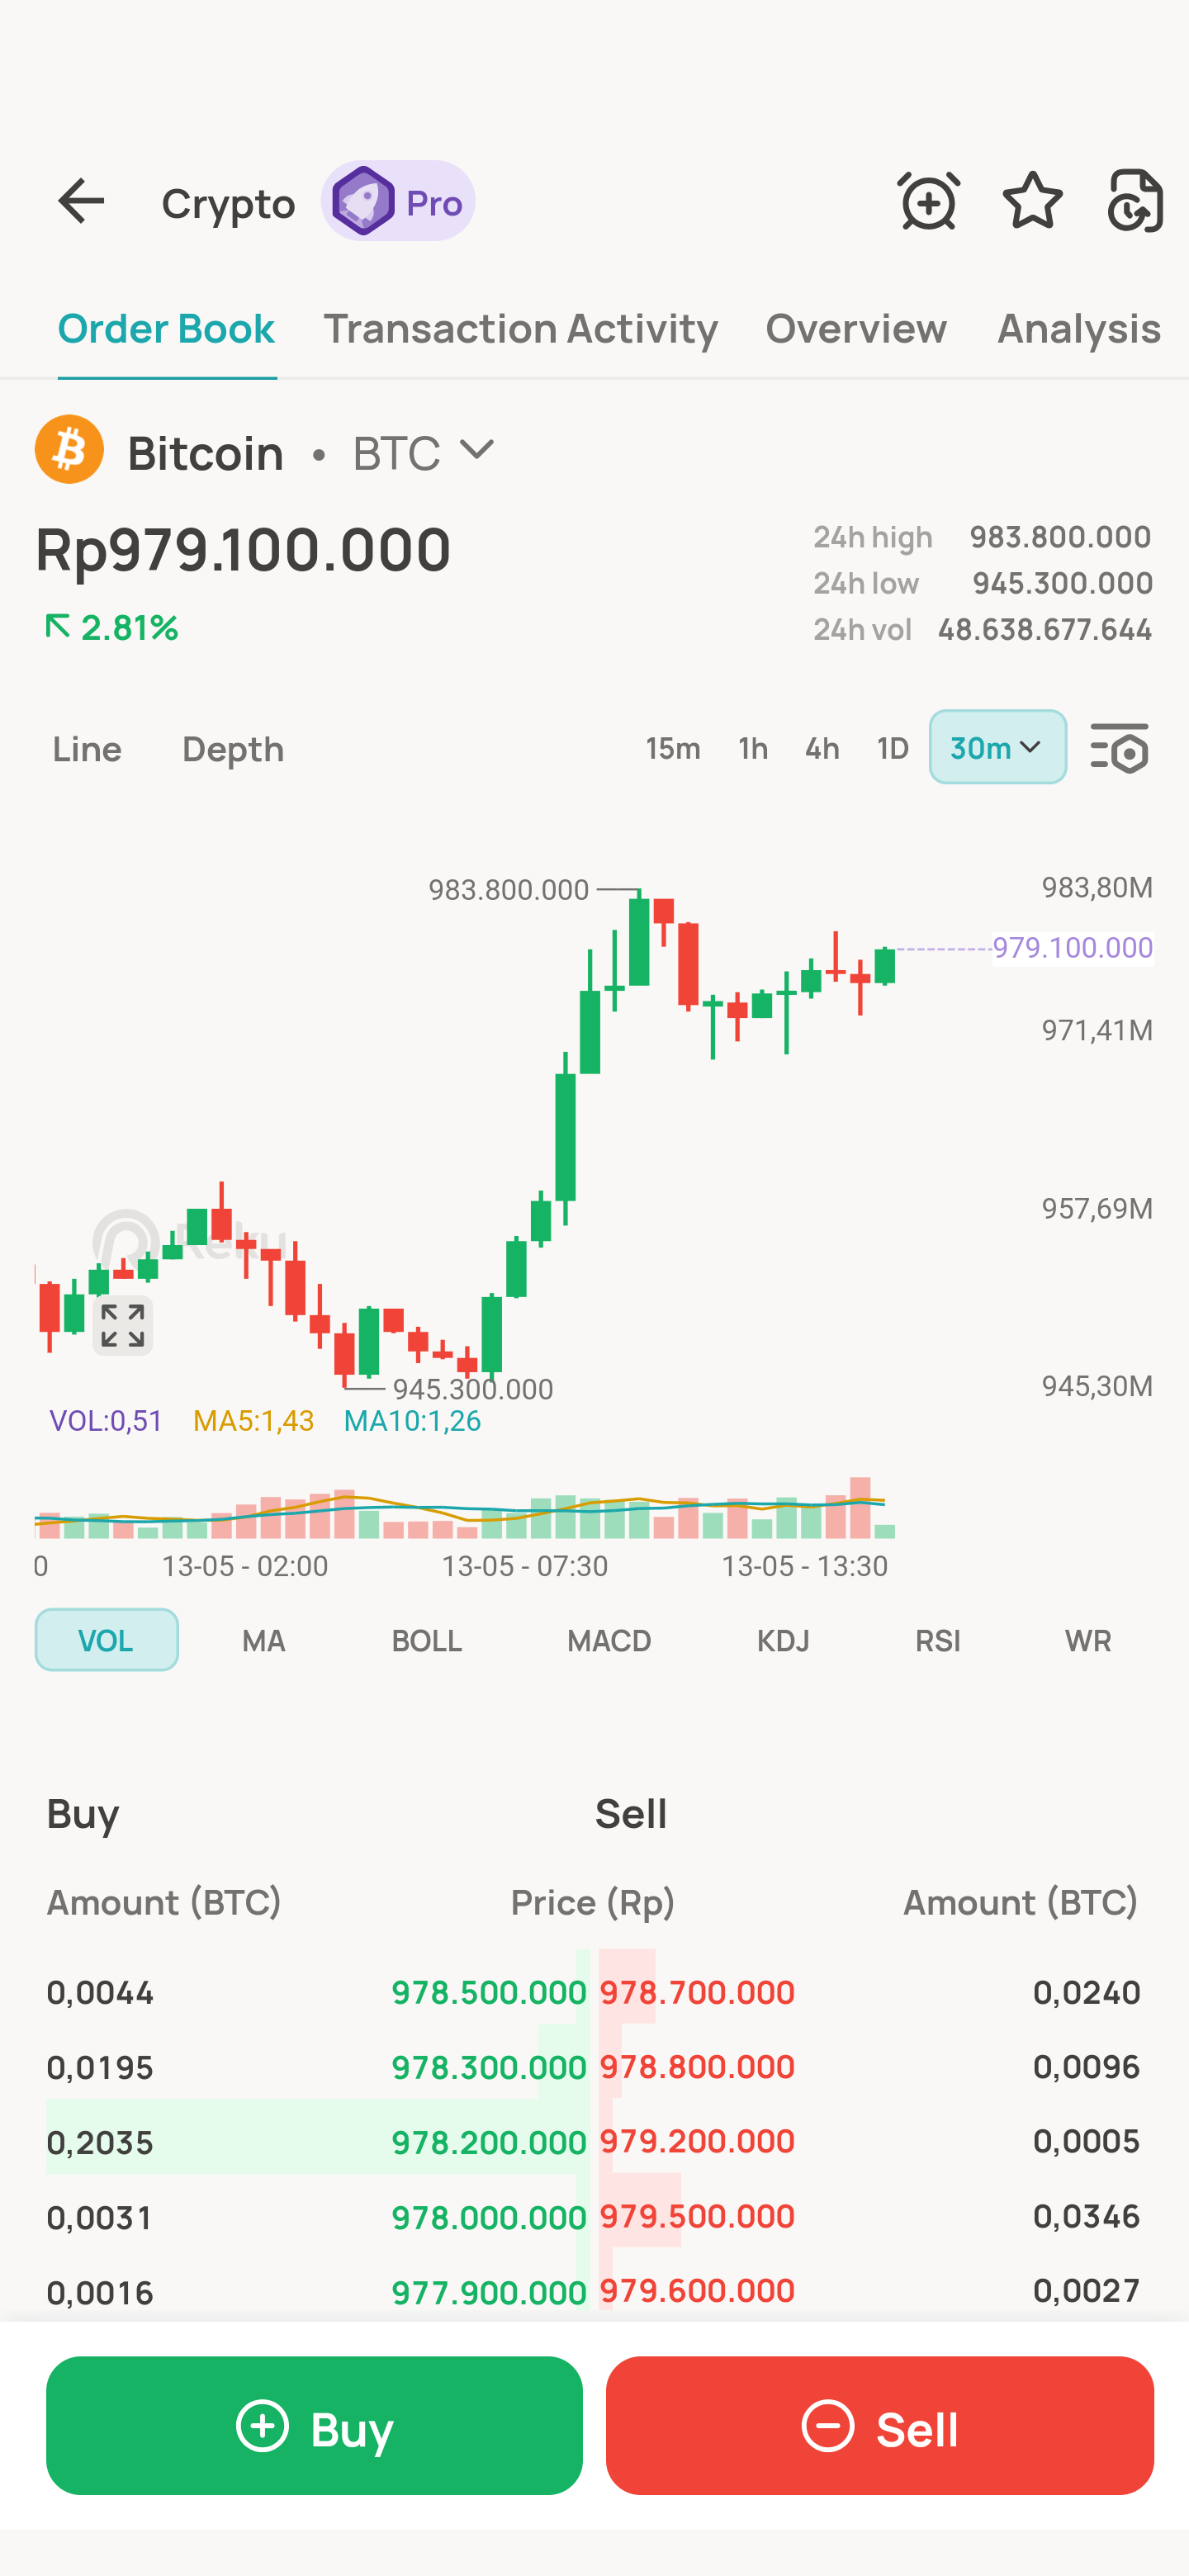 Crypto Pro
Order Book Transaction Activity Overview Analysis
Bitcoin • BTC
Rp979.100.000
2.81%
24h high 983.800.000
24h low 945.300.000
24h vol 48.638.677.644
Line Depth 15m 1h 4h 1D 30m
983.800.000 983,80M
979.100.000
971,41M
957,69M
Reku
945.300.000 945,30M
VOL:0,51 MA5:1,43 MA10:1,26
0 13-05 - 02:00 13-05 - 07:30 13-05 - 13:30
VOL MA BOLL MACD KDJ RSI WR
Buy Sell
Amount (BTC) Price (Rp) Amount (BTC)
0,0044 978.500.000 978.700.000 0,0240
0,0195 978.300.000 978.800.000 0,0096
0,2035 978.200.000 979.200.000 0,0005
0,0031 978.000.000 979.500.000 0,0346
0,0016 977.900.000 979.600.000 0,0027
Buy Sell